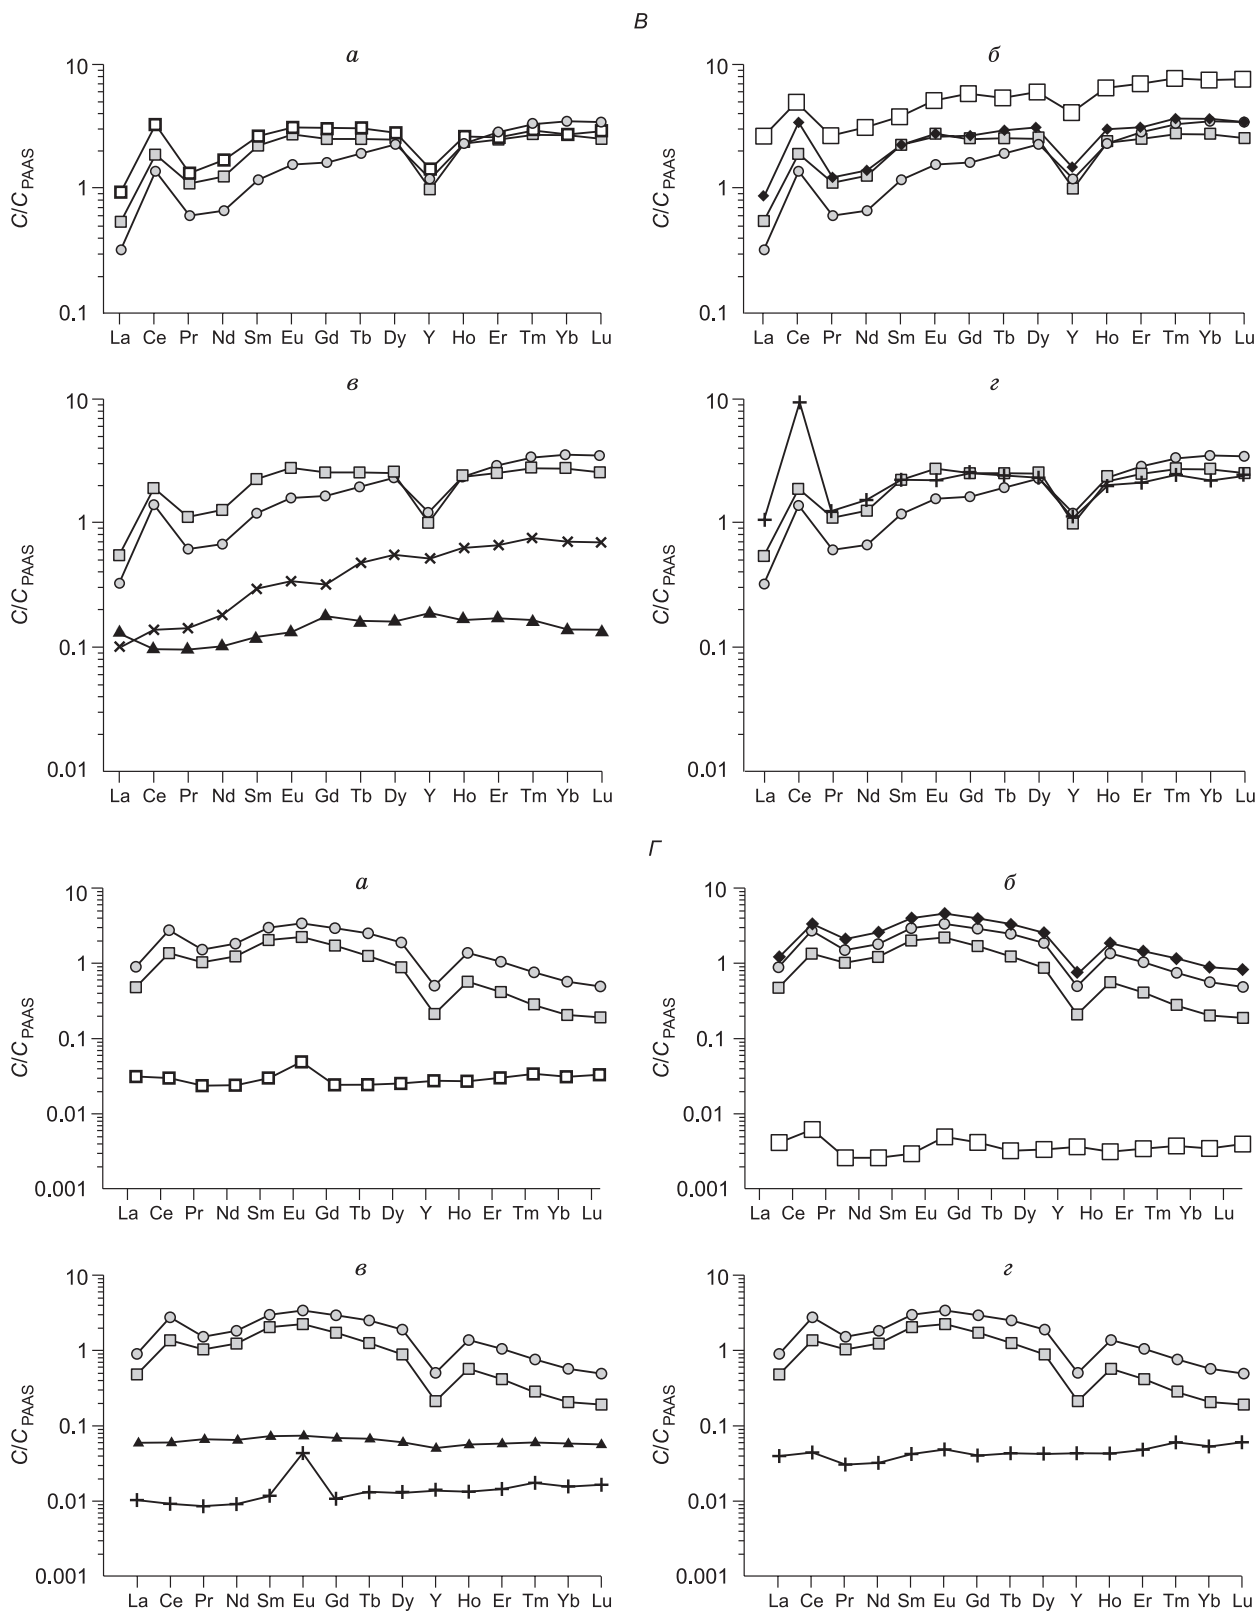 В
а
10
1
0.1
C/C_PAAS
La Ce Pr Nd Sm Eu Gd Tb Dy Y Ho Er Tm Yb Lu
б
10
1
0.1
C/C_PAAS
La Ce Pr Nd Sm Eu Gd Tb Dy Y Ho Er Tm Yb Lu
в
10
1
0.1
0.01
C/C_PAAS
La Ce Pr Nd Sm Eu Gd Tb Dy Y Ho Er Tm Yb Lu
г
10
1
0.1
0.01
C/C_PAAS
La Ce Pr Nd Sm Eu Gd Tb Dy Y Ho Er Tm Yb Lu
Г
а
10
1
0.1
0.01
0.001
C/C_PAAS
La Ce Pr Nd Sm Eu Gd Tb Dy Y Ho Er Tm Yb Lu
б
10
1
0.1
0.01
0.001
C/C_PAAS
La Ce Pr Nd Sm Eu Gd Tb Dy Y Ho Er Tm Yb Lu
в
10
1
0.1
0.01
0.001
C/C_PAAS
La Ce Pr Nd Sm Eu Gd Tb Dy Y Ho Er Tm Yb Lu
г
10
1
0.1
0.01
0.001
C/C_PAAS
La Ce Pr Nd Sm Eu Gd Tb Dy Y Ho Er Tm Yb Lu